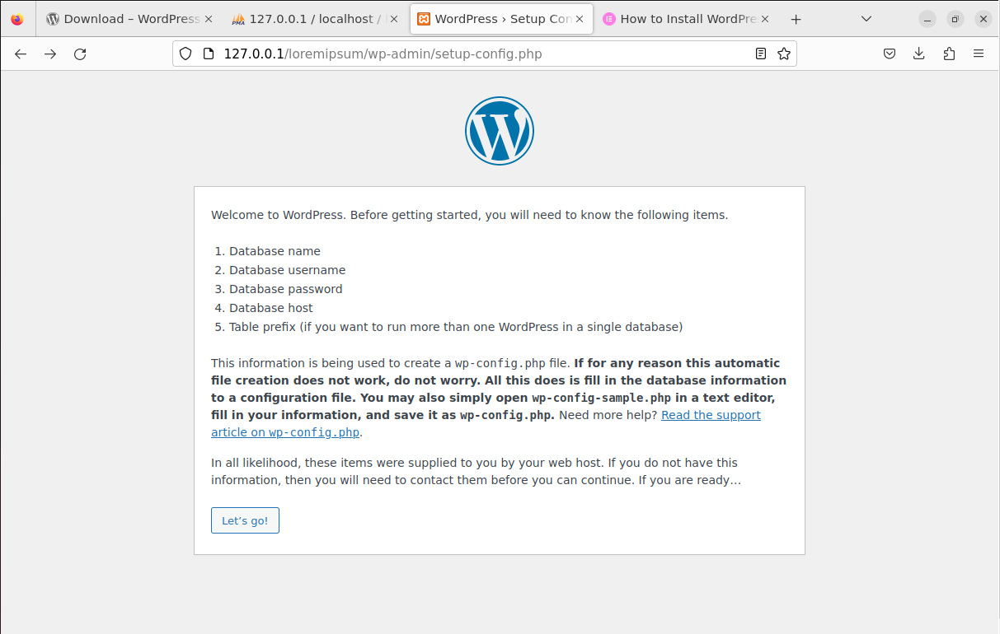 Download – WordPress
127.0.0.1 / localhost /
WordPress › Setup Con
How to Install WordPre
127.0.0.1/loremipsum/wp-admin/setup-config.php
Welcome to WordPress. Before getting started, you will need to know the following items.
1. Database name
2. Database username
3. Database password
4. Database host
5. Table prefix (if you want to run more than one WordPress in a single database)
This information is being used to create a wp-config.php file. If for any reason this automatic
file creation does not work, do not worry. All this does is fill in the database information
to a configuration file. You may also simply open wp-config-sample.php in a text editor,
fill in your information, and save it as wp-config.php. Need more help? Read the support
article on wp-config.php.
In all likelihood, these items were supplied to you by your web host. If you do not have this
information, then you will need to contact them before you can continue. If you are ready…
Let’s go!